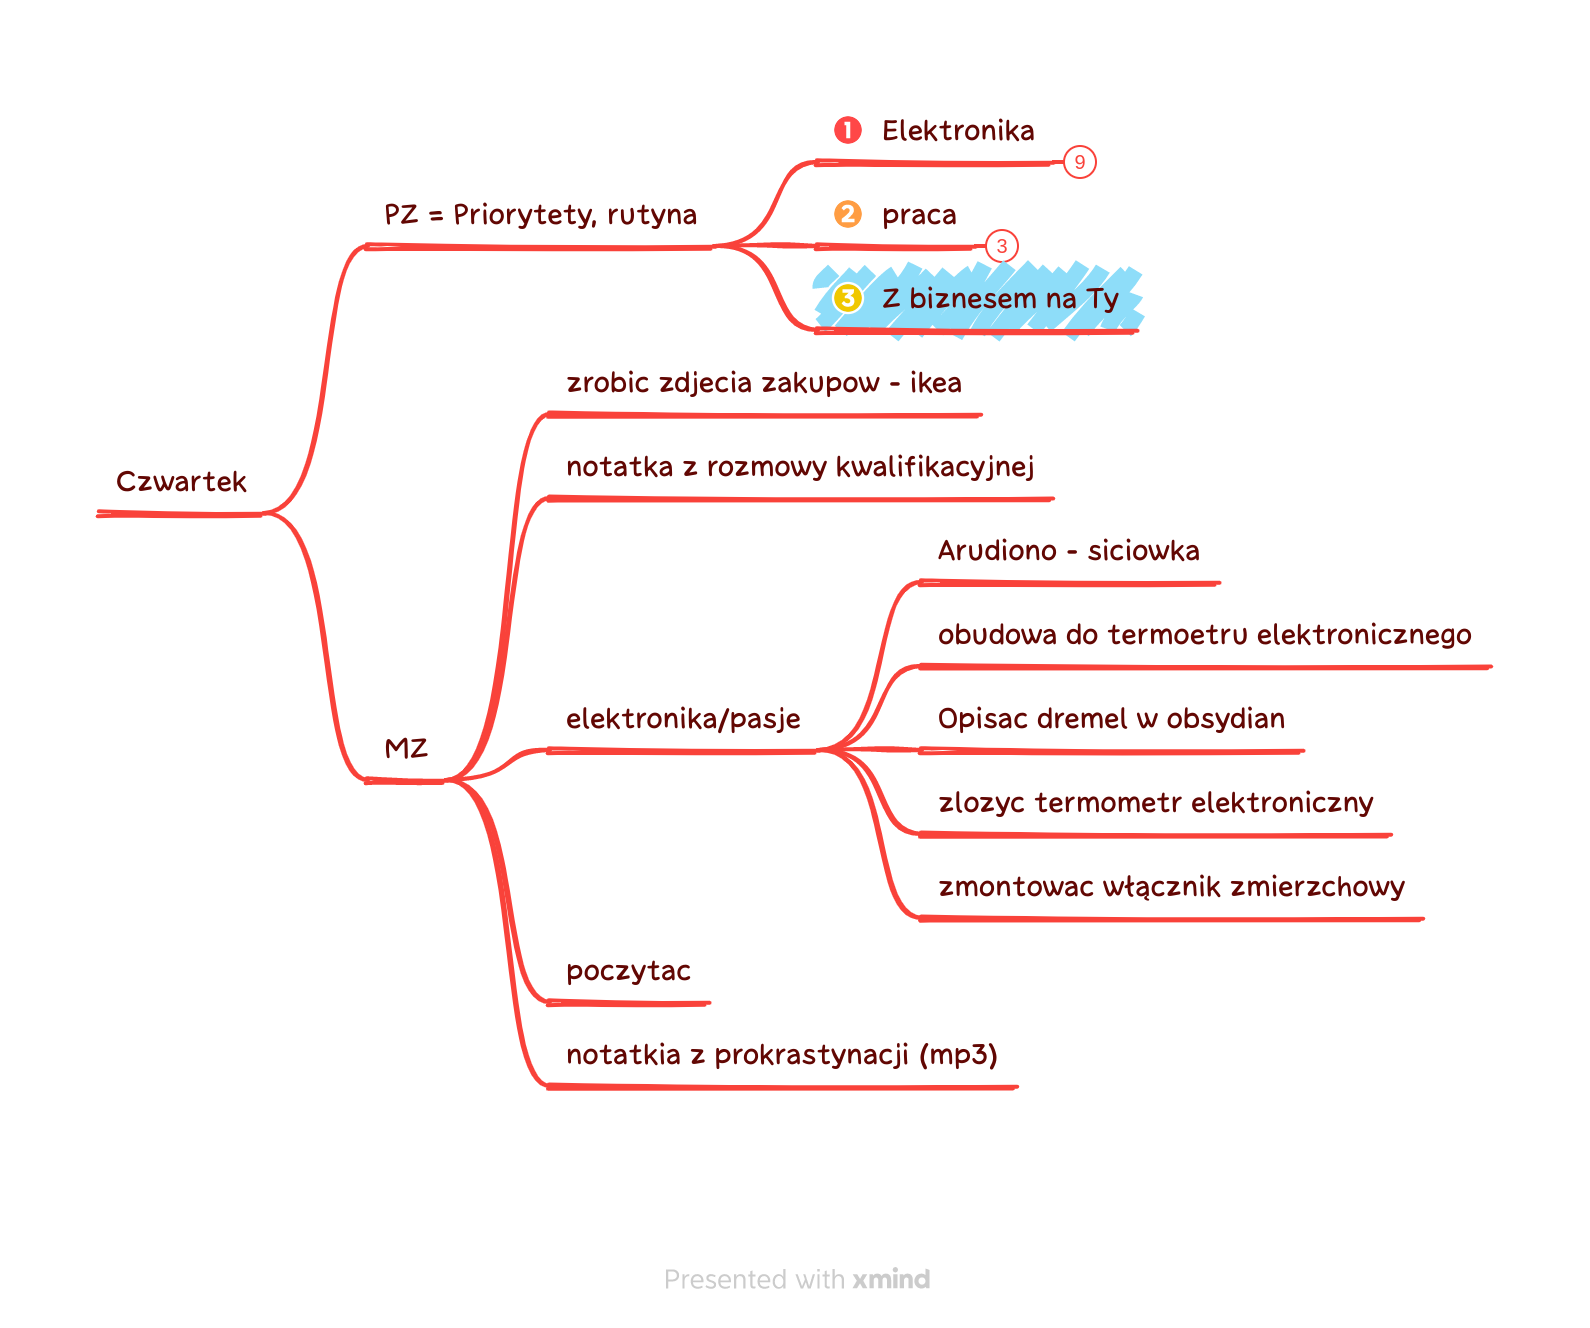 1 Elektronika
9
PZ = Priorytety, rutyna
2 praca
3
3 Z biznesem na Ty
zrobic zdjecia zakupow - ikea
notatka z rozmowy kwalifikacyjnej
Czwartek
Arudiono - siciowka
obudowa do termoetru elektronicznego
elektronika/pasje
Opisac dremel w obsydian
MZ
zlozyc termometr elektroniczny
zmontowac włącznik zmierzchowy
poczytac
notatkia z prokrastynacji (mp3)
Presented with xmind